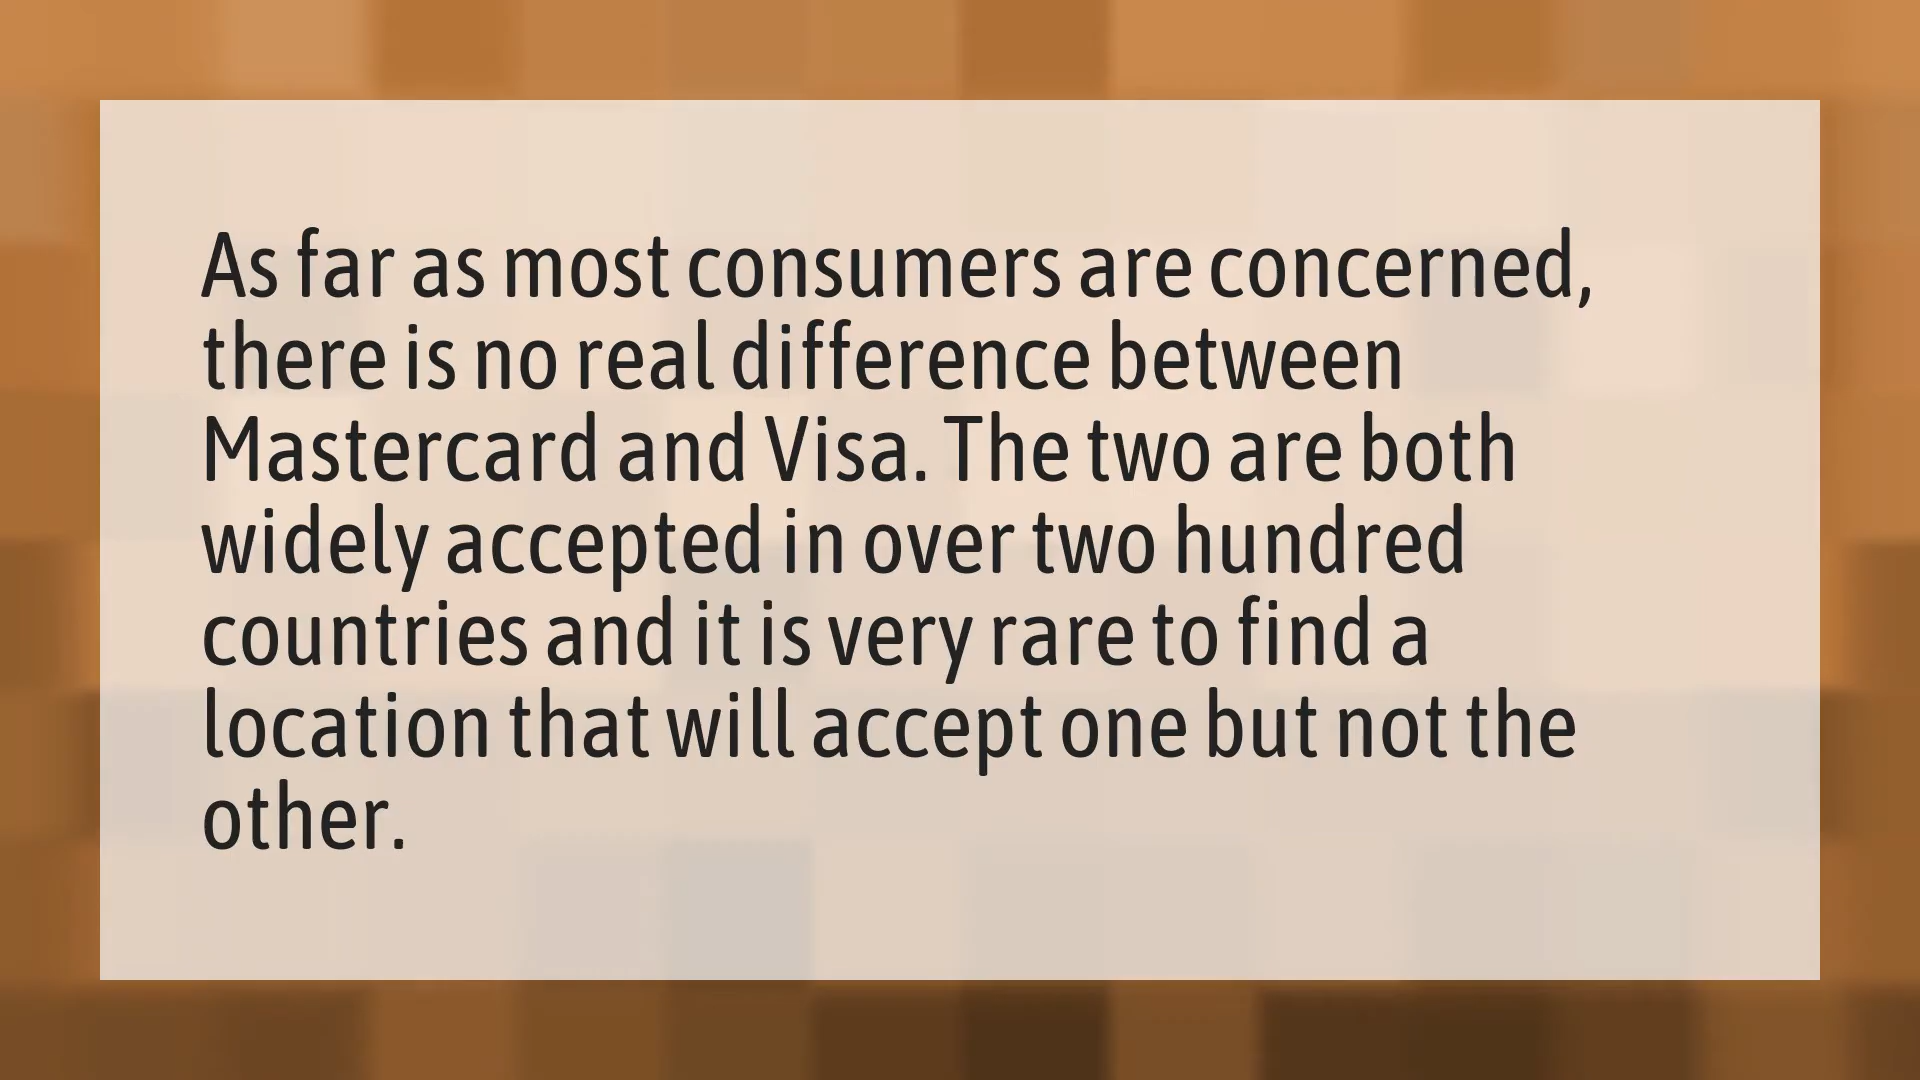 As far as most consumers are concerned,
there is no real difference between
Mastercard and Visa. The two are both
widely accepted in over two hundred
countries and it is very rare to find a
location that will accept one but not the
other.